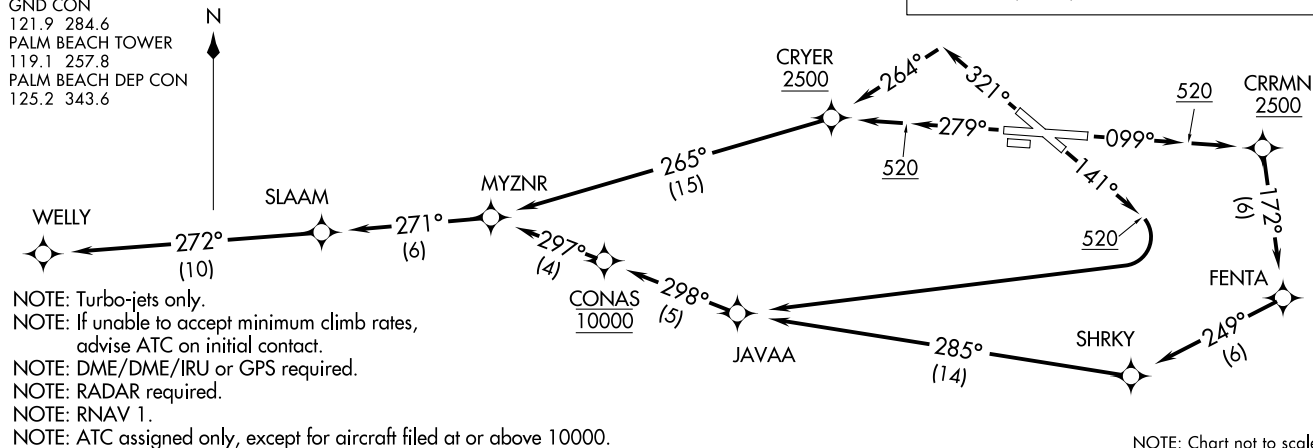 GND CON
121.9 284.6
PALM BEACH TOWER
119.1 257.8
PALM BEACH DEP CON
125.2 343.6
N
CRYER
2500
264°
321°
520
CRRMN
2500
279°
099°
520
265°
(15)
141°
172°
(6)
SLAAM
MYZNR
WELLY
271°
(6)
272°
(10)
297°
(4)
520
CONAS
10000
298°
(5)
FENTA
JAVAA
SHRKY
249°
(6)
285°
(14)
NOTE: Turbo-jets only.
NOTE: If unable to accept minimum climb rates,
advise ATC on initial contact.
NOTE: DME/DME/IRU or GPS required.
NOTE: RADAR required.
NOTE: RNAV 1.
NOTE: ATC assigned only, except for aircraft filed at or above 10000.
NOTE: Chart not to scale